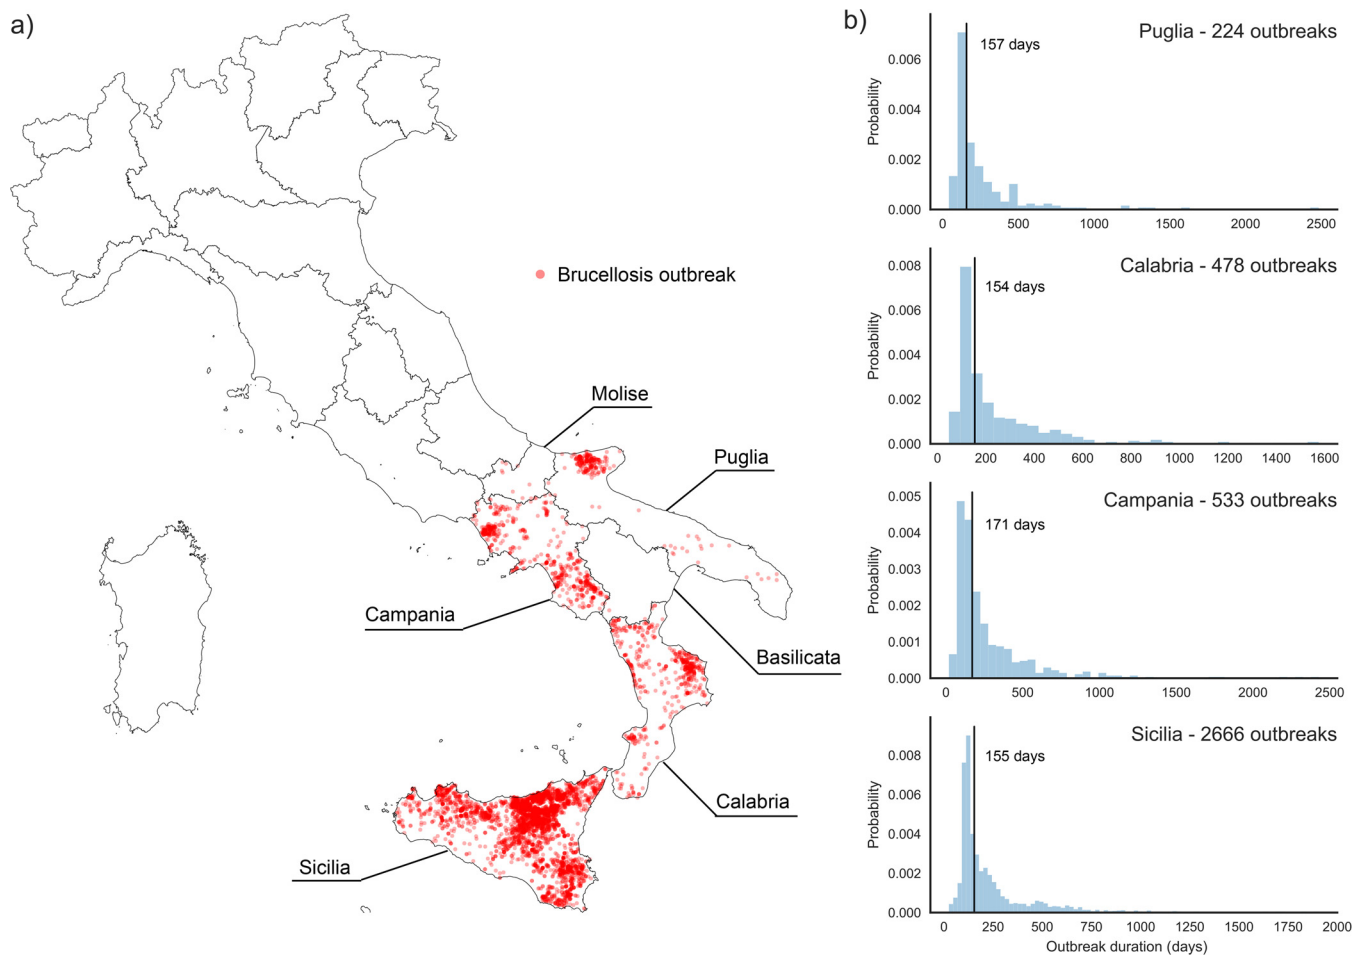 a)
Brucellosis outbreak
Molise
Puglia
Campania
Basilicata
Calabria
Sicilia
b)
Puglia - 224 outbreaks
157 days
Probability
0.006
0.004
0.002
0.000
0 500 1000 1500 2000 2500
Calabria - 478 outbreaks
154 days
Probability
0.008
0.006
0.004
0.002
0.000
0 200 400 600 800 1000 1200 1400 1600
Campania - 533 outbreaks
171 days
Probability
0.005
0.004
0.003
0.002
0.001
0.000
0 500 1000 1500 2000 2500
Sicilia - 2666 outbreaks
155 days
Probability
0.008
0.006
0.004
0.002
0.000
0 250 500 750 1000 1250 1500 1750 2000
Outbreak duration (days)